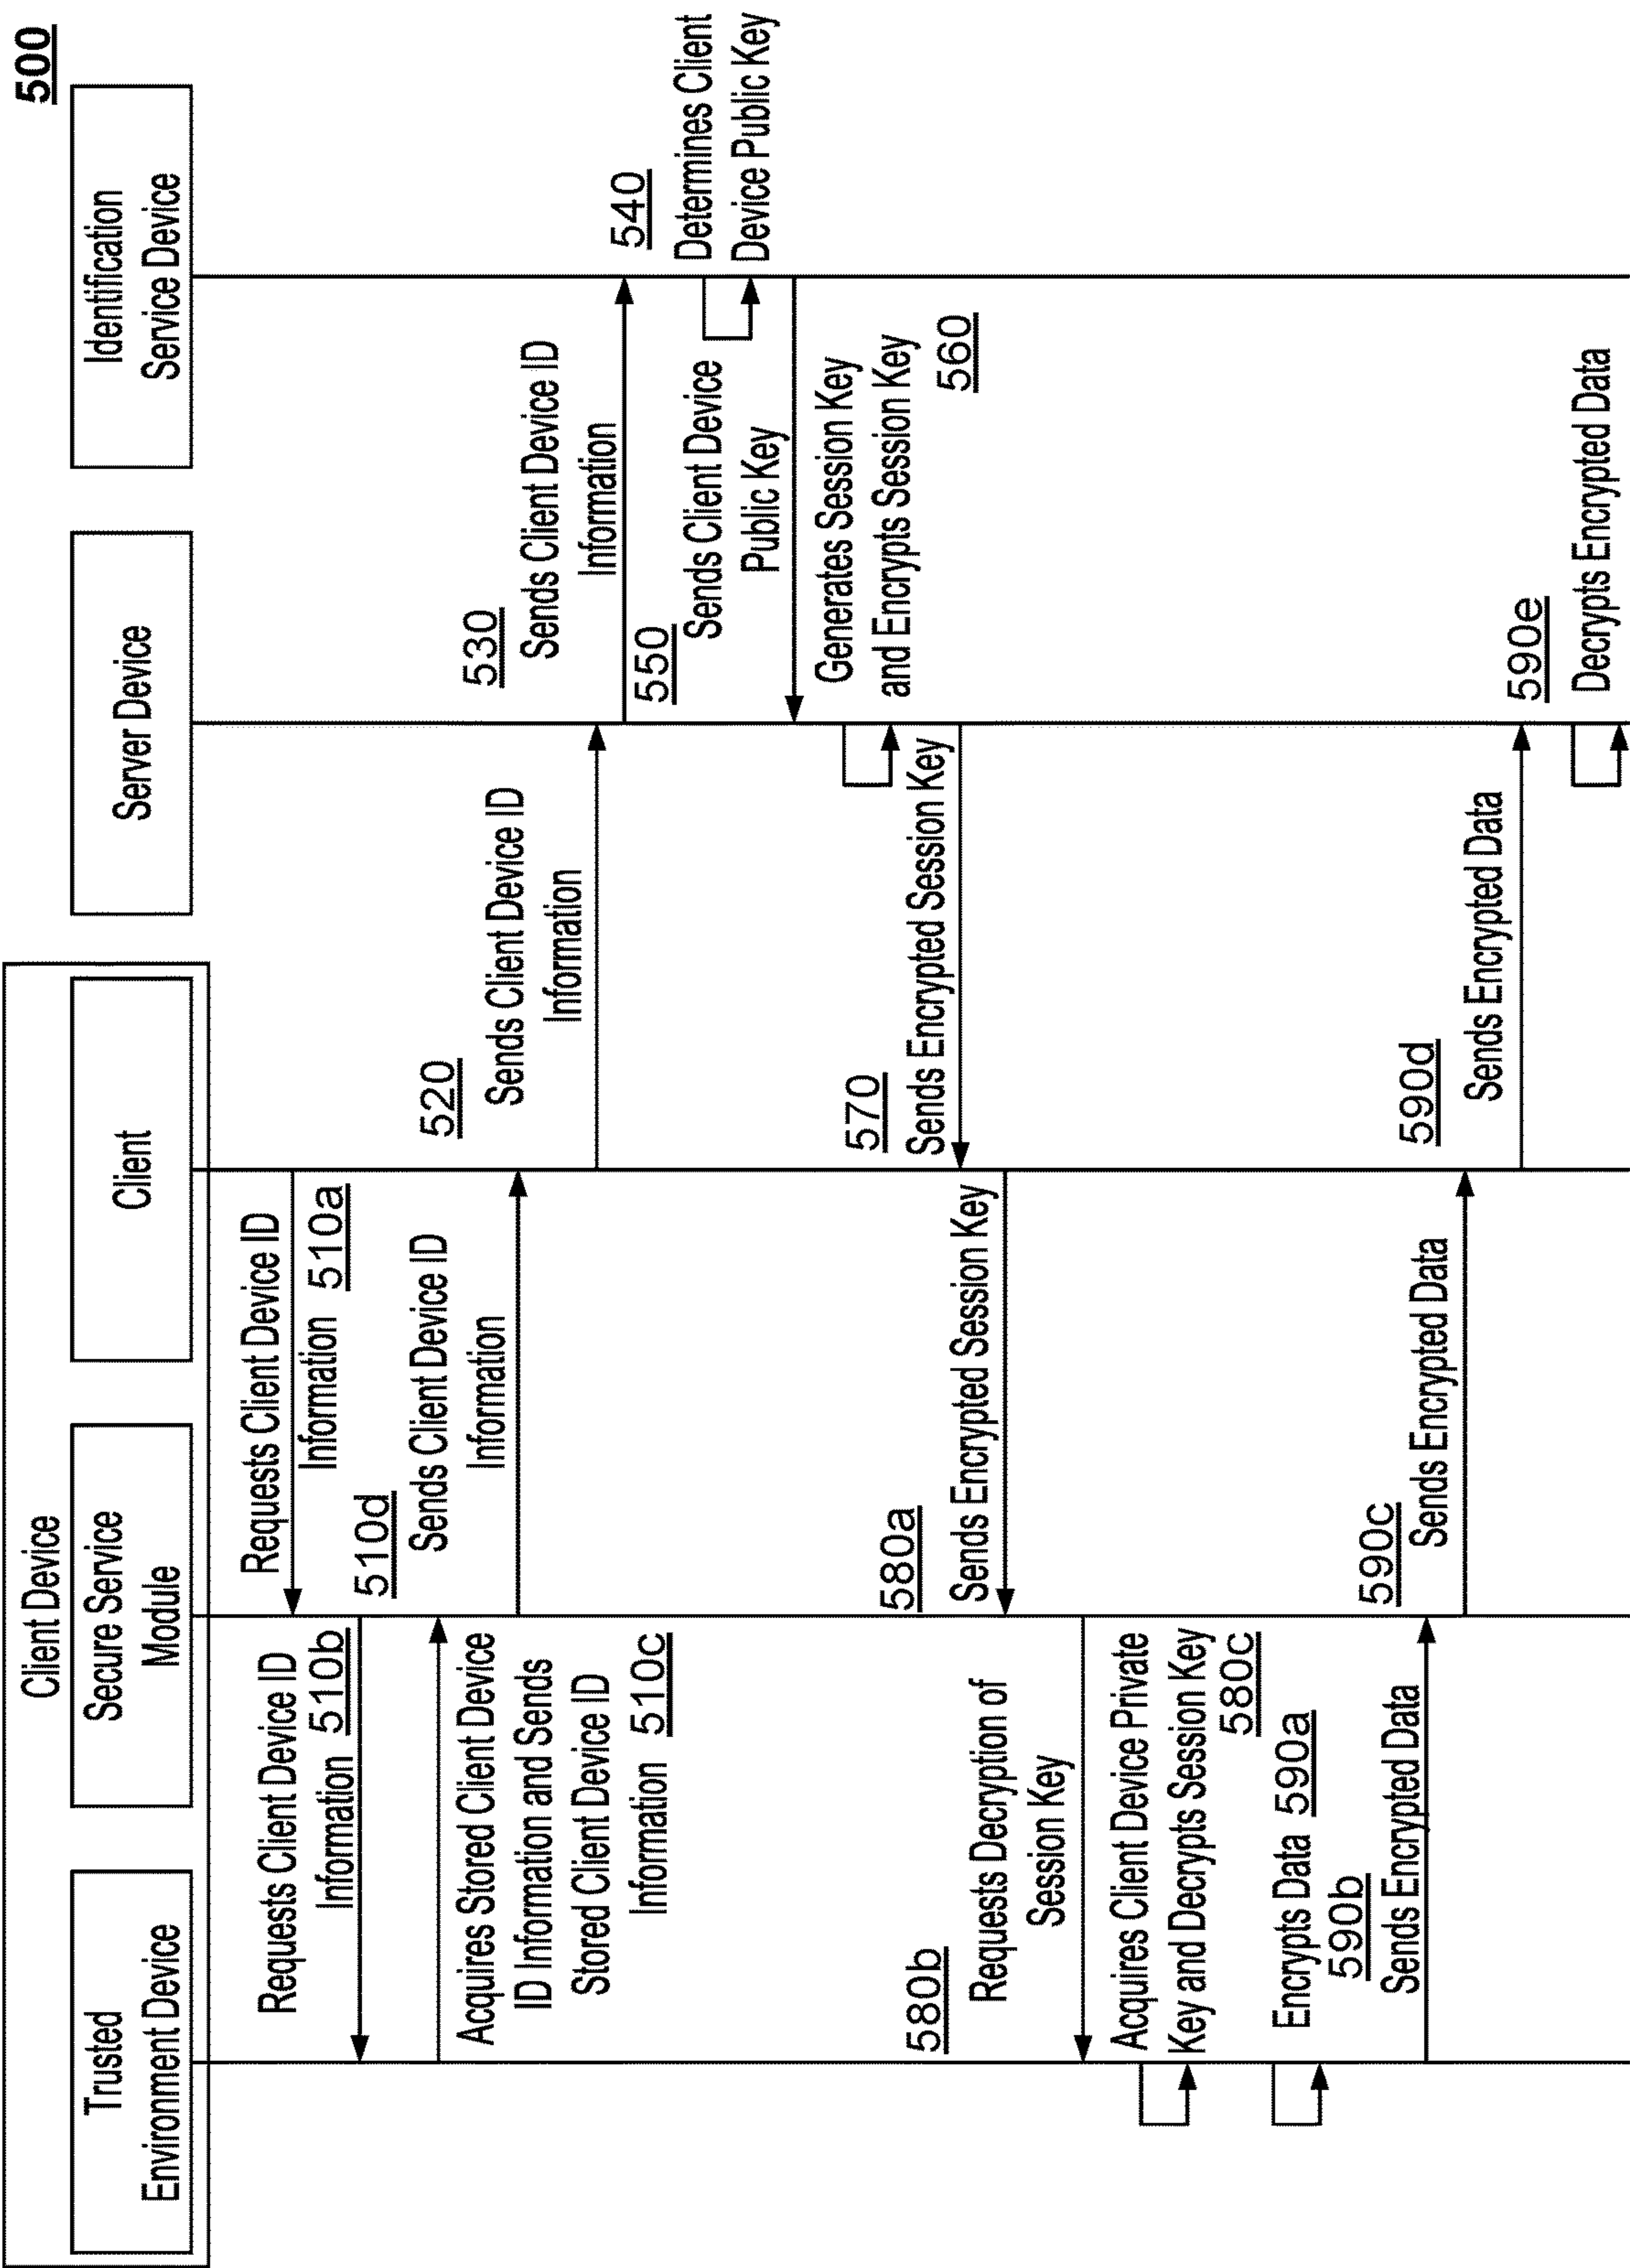 500
Client Device
Trusted
Environment Device
Secure Service
Module
Client
Server Device
Identification
Service Device
Requests Client Device ID
Information 510a
Requests Client Device ID
Information 510b
510d
Sends Client Device ID
Information
Acquires Stored Client Device
ID Information and Sends
Stored Client Device ID
Information 510c
520
Sends Client Device ID
Information
530
Sends Client Device ID
Information
540
Determines Client
Device Public Key
550
Sends Client Device
Public Key
Generates Session Key
and Encrypts Session Key
560
570
Sends Encrypted Session Key
580a
Sends Encrypted Session Key
580b
Requests Decryption of
Session Key
Acquires Client Device Private
Key and Decrypts Session Key
580c
Encrypts Data 590a
590b
Sends Encrypted Data
590c
Sends Encrypted Data
590d
Sends Encrypted Data
590e
Decrypts Encrypted Data